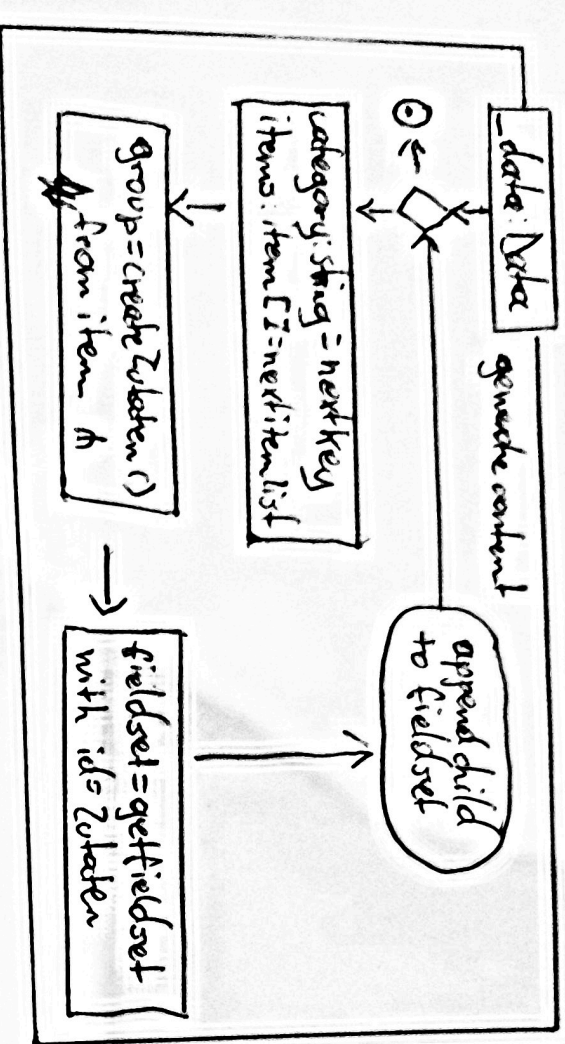 _data: Data
generate content
category: string = nextkey
items: item[] = nextitemlist
group=createZutaten()
from item
fieldset=getfieldset
with id=Zutaten
append child
to fieldset